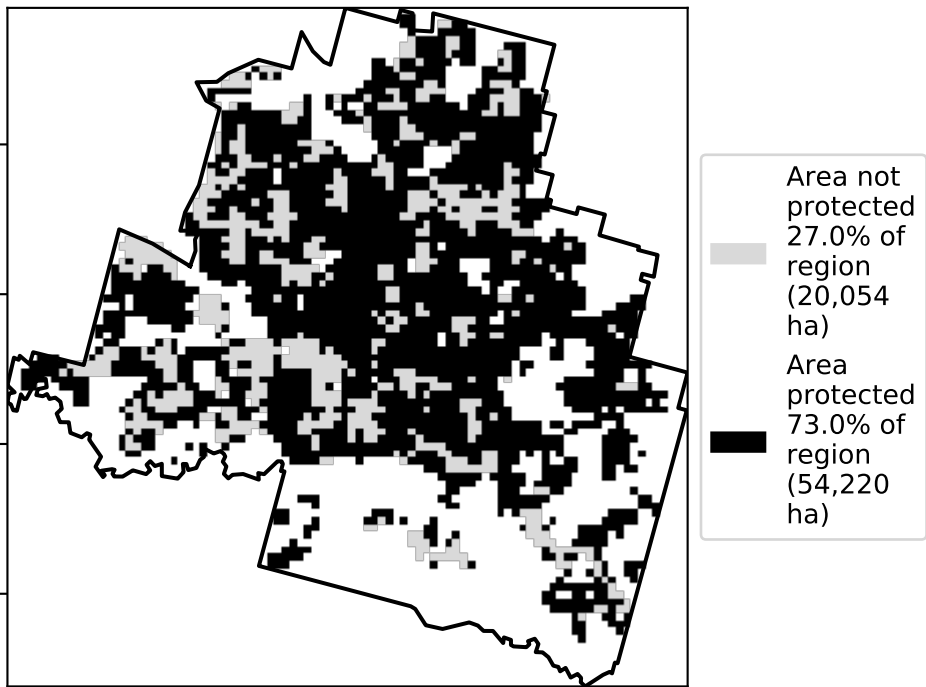 Area not
protected
27.0% of
region
(20,054
ha)
Area
protected
73.0% of
region
(54,220
ha)